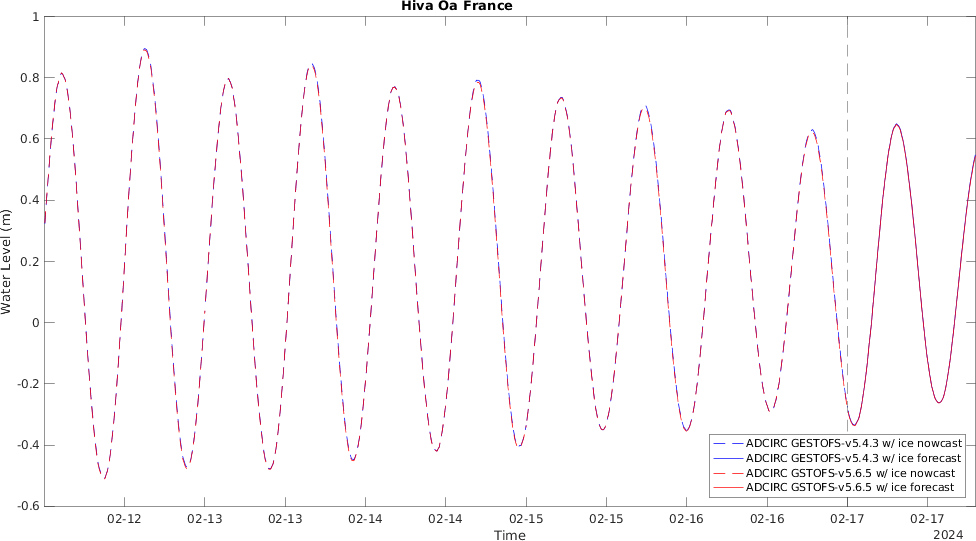 Hiva Oa France
Water Level (m)
1
0.8
0.6
0.4
0.2
0
-0.2
-0.4
-0.6
ADCIRC GESTOFS-v5.4.3 w/ ice nowcast
ADCIRC GESTOFS-v5.4.3 w/ ice forecast
ADCIRC GSTOFS-v5.6.5 w/ ice nowcast
ADCIRC GSTOFS-v5.6.5 w/ ice forecast
02-12 02-13 02-13 02-14 02-14 02-15 02-15 02-16 02-16 02-17 02-17
Time
2024